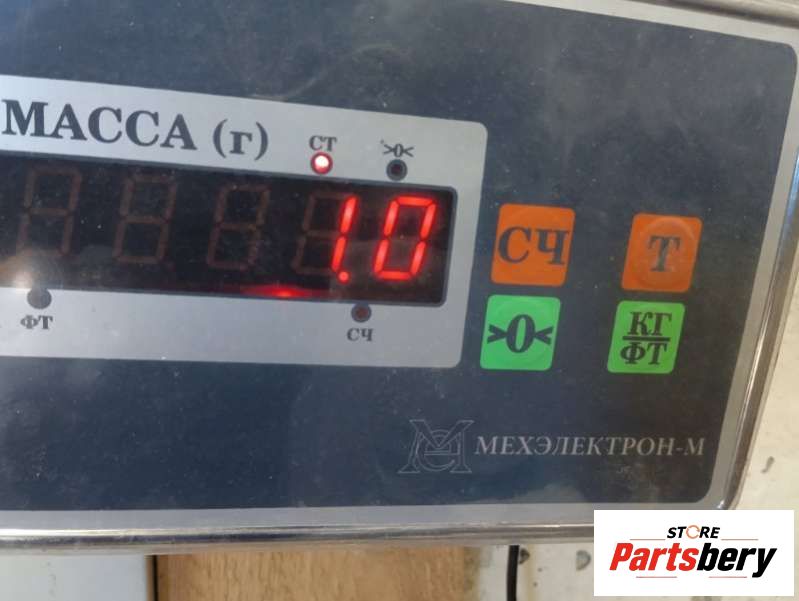 МАССА (г)
СТ
>0<
1.0
ФТ
СЧ
СЧ
Т
>0<
КГ
ФТ
МЕХЭЛЕКТРОН-М
STORE
Partsbery